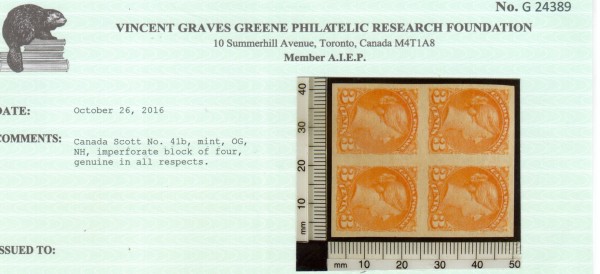 No. G 24389
VINCENT GRAVES GREENE PHILATELIC RESEARCH FOUNDATION
10 Summerhill Avenue, Toronto, Canada M4T1A8
Member A.I.E.P.
DATE: October 26, 2016
COMMENTS: Canada Scott No. 41b, mint, OG,
NH, imperforate block of four,
genuine in all respects.
ISSUED TO:
40
30
20
10
mm
mm 10 20 30 40 50